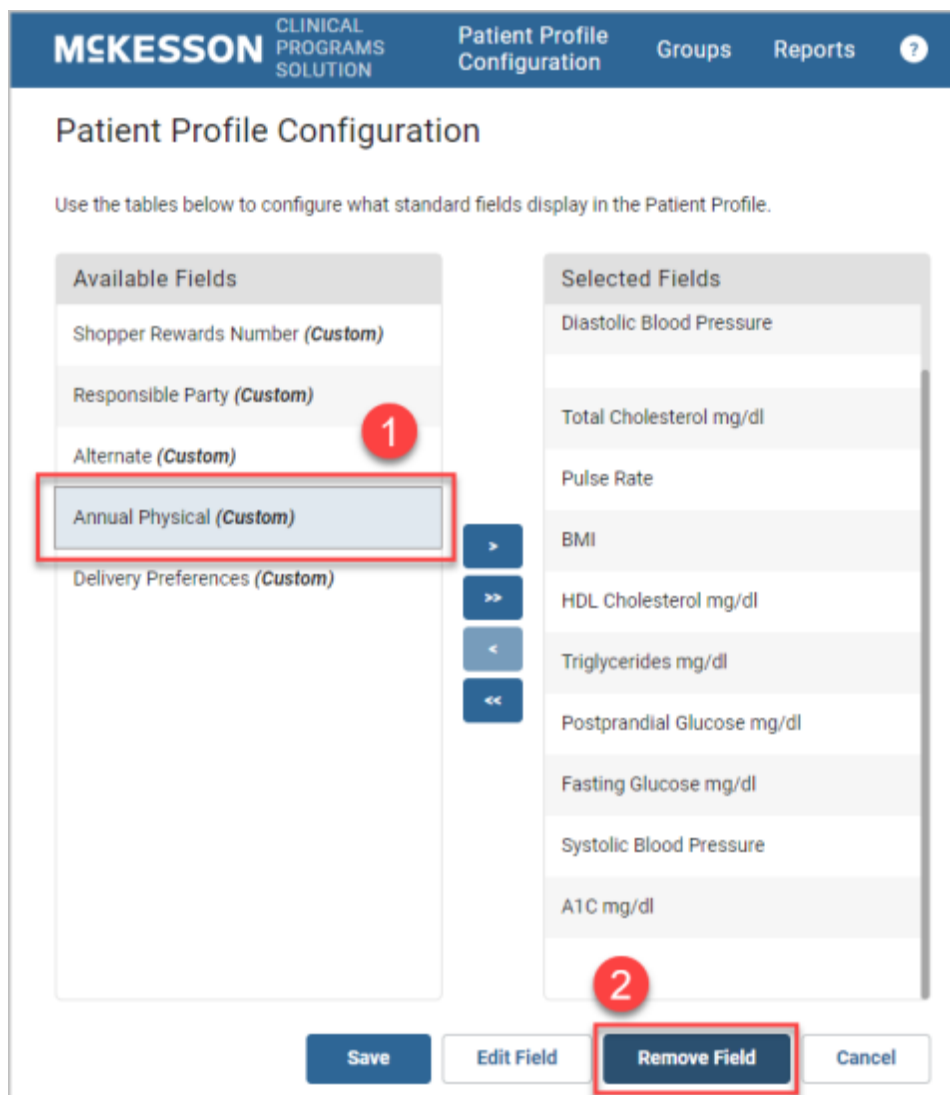 MCKESSON
CLINICAL
PROGRAMS
SOLUTION
Patient Profile
Configuration
Groups
Reports
?
Patient Profile Configuration
Use the tables below to configure what standard fields display in the Patient Profile.
Available Fields
Shopper Rewards Number (Custom)
Responsible Party (Custom)
1
Alternate (Custom)
Annual Physical (Custom)
Delivery Preferences (Custom)
>
>>
<
<<
Selected Fields
Diastolic Blood Pressure
Total Cholesterol mg/dl
Pulse Rate
BMI
HDL Cholesterol mg/dl
Triglycerides mg/dl
Postprandial Glucose mg/dl
Fasting Glucose mg/dl
Systolic Blood Pressure
A1C mg/dl
2
Save
Edit Field
Remove Field
Cancel